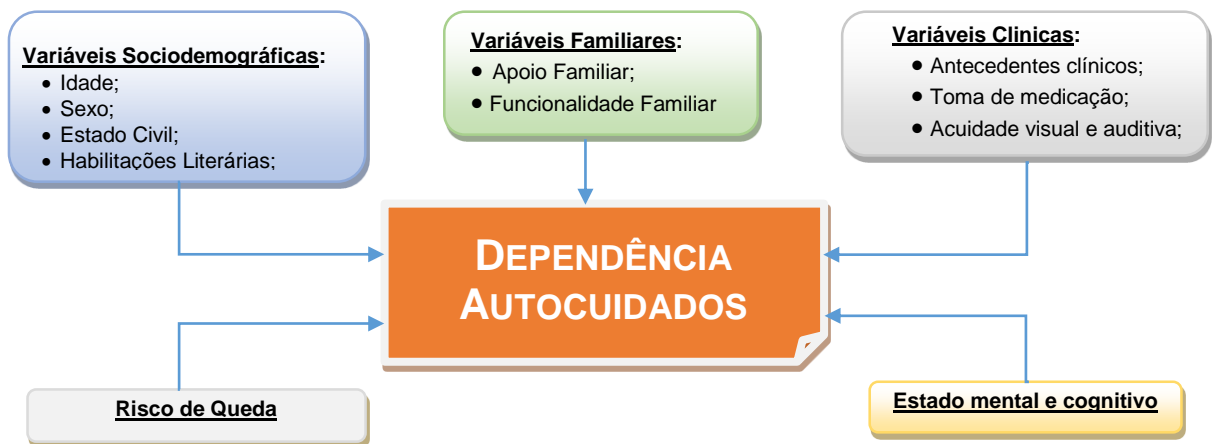 Variáveis Sociodemográficas:
• Idade;
• Sexo;
• Estado Civil;
• Habilitações Literárias;
Variáveis Familiares:
• Apoio Familiar;
• Funcionalidade Familiar
Variáveis Clinicas:
• Antecedentes clínicos;
• Toma de medicação;
• Acuidade visual e auditiva;
DEPENDÊNCIA
AUTOCUIDADOS
Risco de Queda
Estado mental e cognitivo